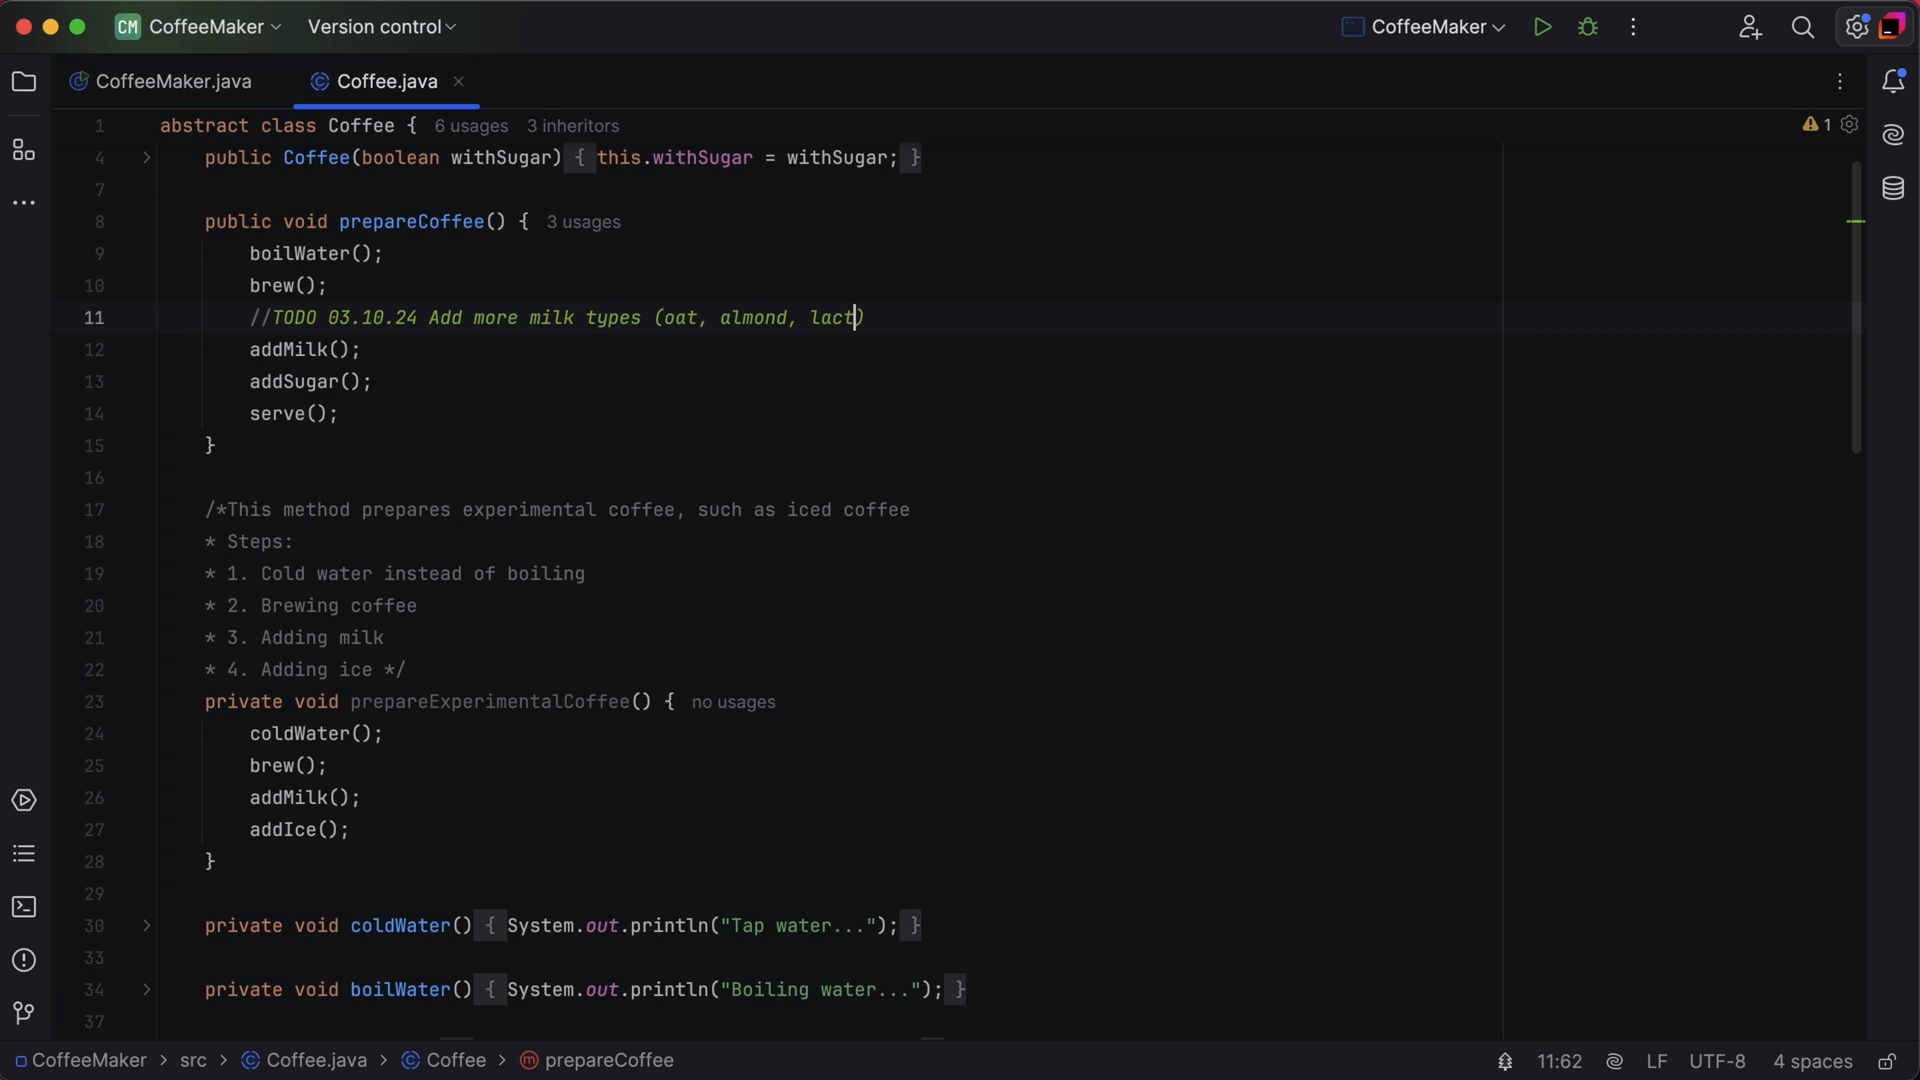 CM CoffeeMaker Version control CoffeeMaker
CoffeeMaker.java Coffee.java
1 abstract class Coffee { 6 usages 3 inheritors 1
4 public Coffee(boolean withSugar) { this.withSugar = withSugar; }
7
8 public void prepareCoffee() { 3 usages
9 boilWater();
10 brew();
11 //TODO 03.10.24 Add more milk types (oat, almond, lact)
12 addMilk();
13 addSugar();
14 serve();
15 }
16
17 /*This method prepares experimental coffee, such as iced coffee
18 * Steps:
19 * 1. Cold water instead of boiling
20 * 2. Brewing coffee
21 * 3. Adding milk
22 * 4. Adding ice */
23 private void prepareExperimentalCoffee() { no usages
24 coldWater();
25 brew();
26 addMilk();
27 addIce();
28 }
29
30 private void coldWater() { System.out.println("Tap water..."); }
33
34 private void boilWater() { System.out.println("Boiling water..."); }
37
CoffeeMaker > src > Coffee.java > Coffee > prepareCoffee 11:62 LF UTF-8 4 spaces